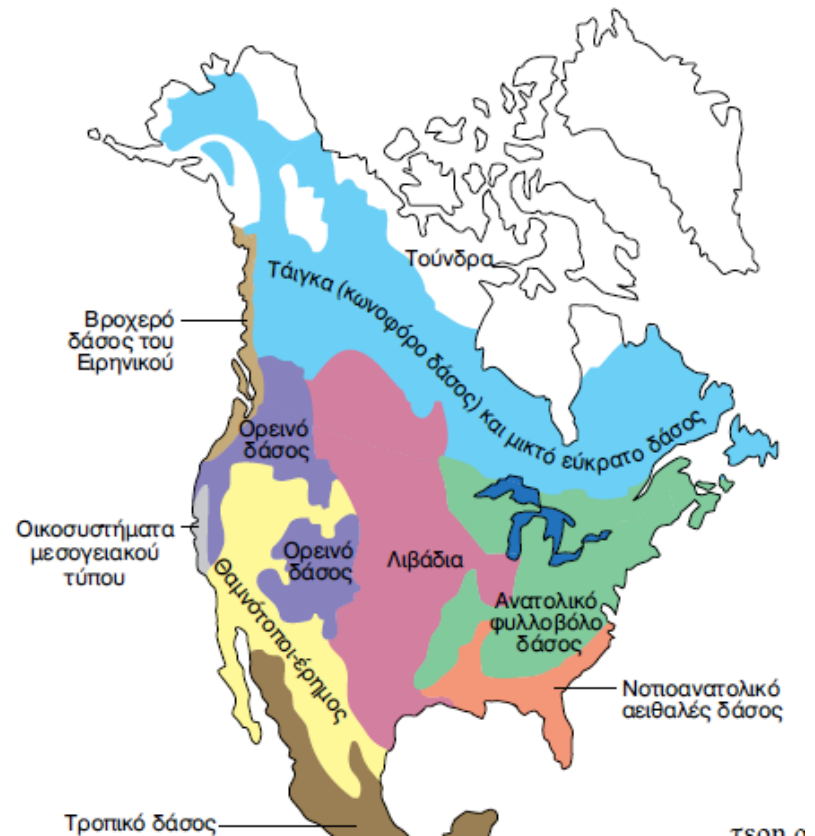 Τούνδρα
Τάιγκα (κωνοφόρο δάσος) και μικτό εύκρατο δάσος
Βροχερό
δάσος του
Ειρηνικού
Ορεινό
δάσος
Οικοσυστήματα
μεσογειακού
τύπου
Ορεινό
δάσος
Λιβάδια
Θαμνότοποι-έρημος
Ανατολικό
φυλλοβόλο
δάσος
Νοτιοανατολικό
αειθαλές δάσος
Τροπικό δάσος